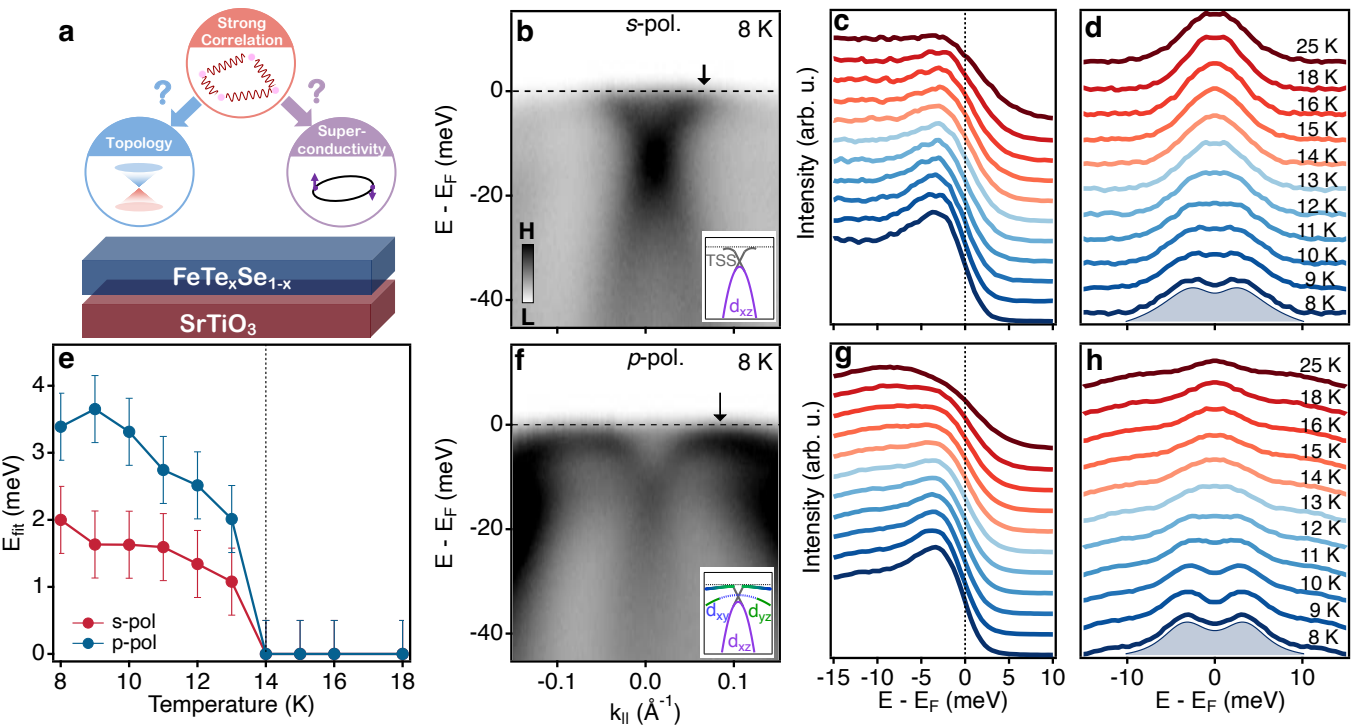 a
Strong
Correlation
?
?
Topology
Super-
conductivity
FeTexSe1-x
SrTiO3
b
s-pol.
8 K
E - EF (meV)
0
-20
-40
H
L
TSS
dxz
c
Intensity (arb. u.)
d
25 K
18 K
16 K
15 K
14 K
13 K
12 K
11 K
10 K
9 K
8 K
-10
0
10
e
Efit (meV)
4
3
2
1
0
s-pol
p-pol
8
10
12
14
16
18
Temperature (K)
f
p-pol.
8 K
E - EF (meV)
0
-20
-40
dxy
dyz
dxz
-0.1
0.0
0.1
k|| (Å-1)
g
Intensity (arb. u.)
-15
-10
-5
0
5
10
E - EF (meV)
h
25 K
18 K
16 K
15 K
14 K
13 K
12 K
11 K
10 K
9 K
8 K
-10
0
10
E - EF (meV)